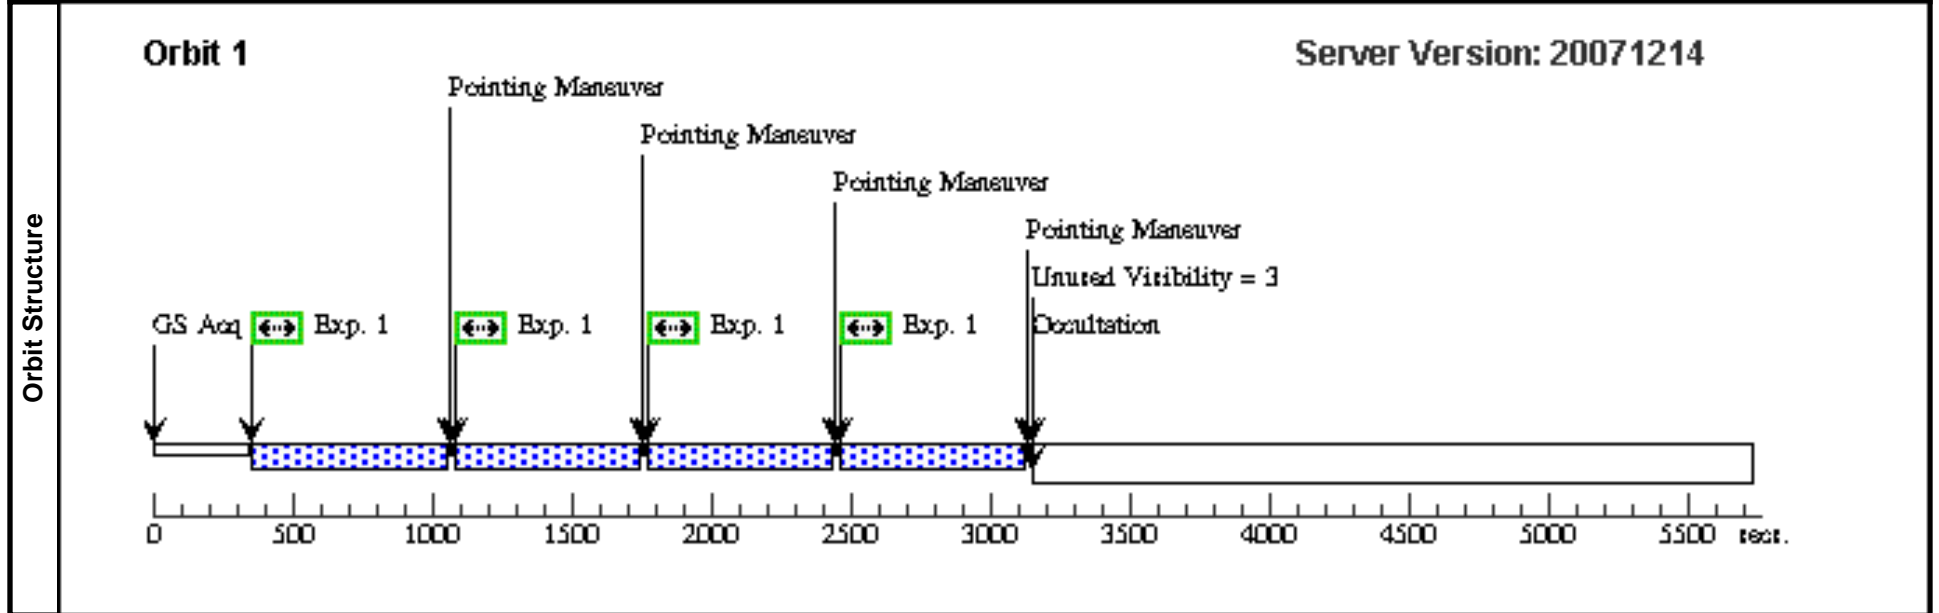 Orbit Structure
Orbit 1
Server Version: 20071214
Pointing Maneuver
Pointing Maneuver
Pointing Maneuver
Pointing Maneuver
Unused Visibility = 3
GS Acq
Exp. 1
Exp. 1
Exp. 1
Exp. 1
Occultation
0 500 1000 1500 2000 2500 3000 3500 4000 4500 5000 5500 secs.